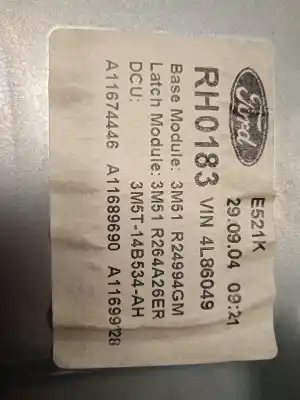 Ford
E521K
29.09.04 09:21
RH0183 VIN 4L86049
Base Module: 3M51 R24994GM
Latch Module: 3M51 R264A26ER
DCU: 3M5T-14B534-AH
A11674446 A11689690 A11699128